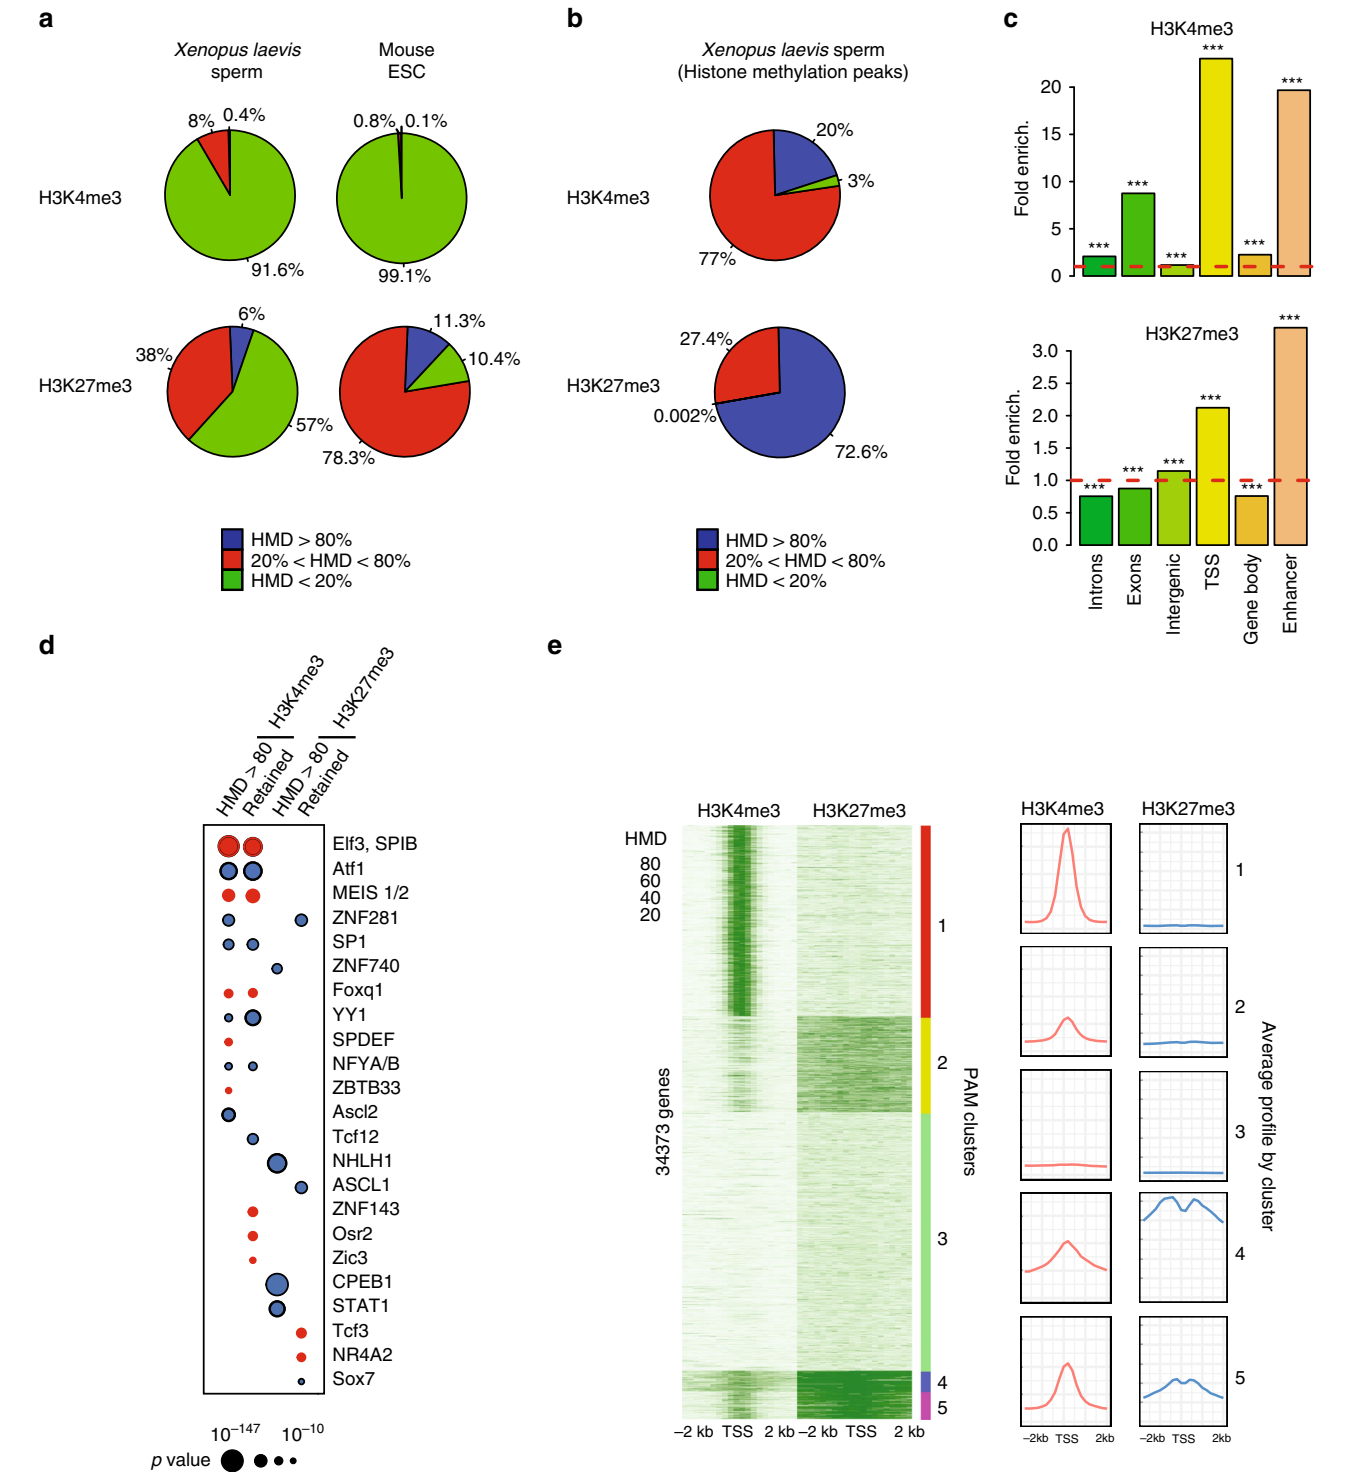 a
Xenopus laevis
sperm
Mouse
ESC
H3K4me3
8%
0.4%
91.6%
0.8%
0.1%
99.1%
H3K27me3
38%
6%
57%
11.3%
10.4%
78.3%
HMD > 80%
20% < HMD < 80%
HMD < 20%
b
Xenopus laevis sperm
(Histone methylation peaks)
H3K4me3
20%
3%
77%
H3K27me3
27.4%
0.002%
72.6%
HMD > 80%
20% < HMD < 80%
HMD < 20%
c
H3K4me3
Fold enrich.
20
15
10
5
0
***
***
***
***
***
***
H3K27me3
Fold enrich.
3.0
2.5
2.0
1.5
1.0
0.5
0.0
***
***
***
***
***
***
Introns
Exons
Intergenic
TSS
Gene body
Enhancer
d
H3K4me3
H3K27me3
HMD > 80
Retained
HMD > 80
Retained
Elf3, SPIB
Atf1
MEIS 1/2
ZNF281
SP1
ZNF740
Foxq1
YY1
SPDEF
NFYA/B
ZBTB33
Ascl2
Tcf12
NHLH1
ASCL1
ZNF143
Osr2
Zic3
CPEB1
STAT1
Tcf3
NR4A2
Sox7
10⁻¹⁴⁷
10⁻¹⁰
p value
e
H3K4me3
H3K27me3
HMD
80
60
40
20
34373 genes
1
2
3
4
5
PAM clusters
−2 kb
TSS
2 kb
−2 kb
TSS
2 kb
H3K4me3
H3K27me3
1
2
3
4
5
Average profile by cluster
−2kb
TSS
2kb
−2kb
TSS
2kb